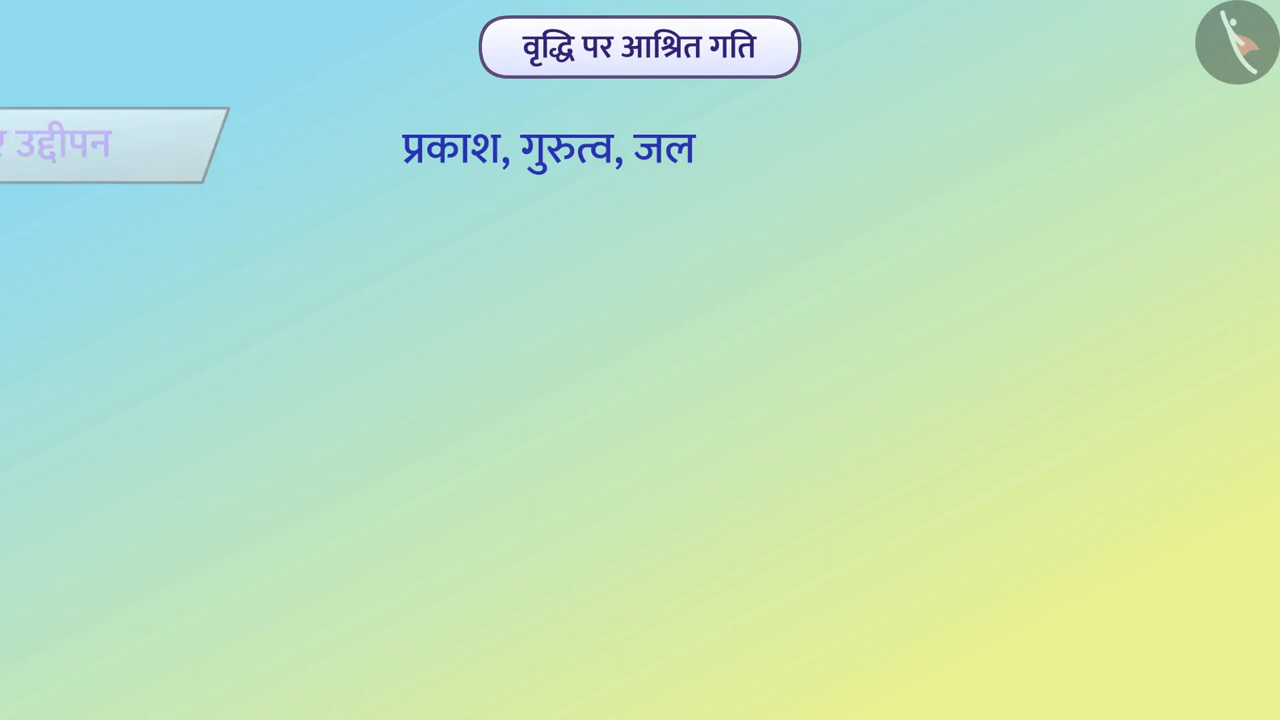 वृद्धि पर आश्रित गति
उद्दीपन
प्रकाश, गुरुत्व, जल